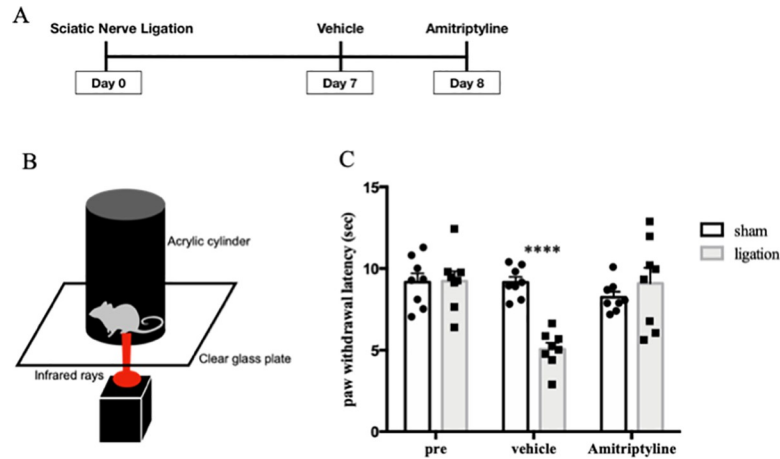 A
Sciatic Nerve Ligation Vehicle Amitriptyline
Day 0 Day 7 Day 8
B
Acrylic cylinder
Clear glass plate
Infrared rays
C
paw withdrawal latency (sec)
15
10
5
0
****
sham
ligation
pre vehicle Amitriptyline